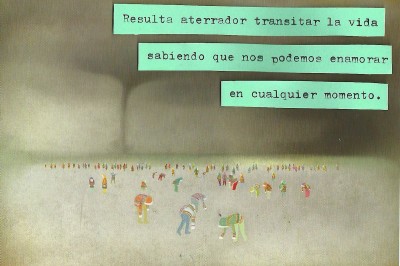 Resulta aterrador transitar la vida
sabiendo que nos podemos enamorar
en cualquier momento.